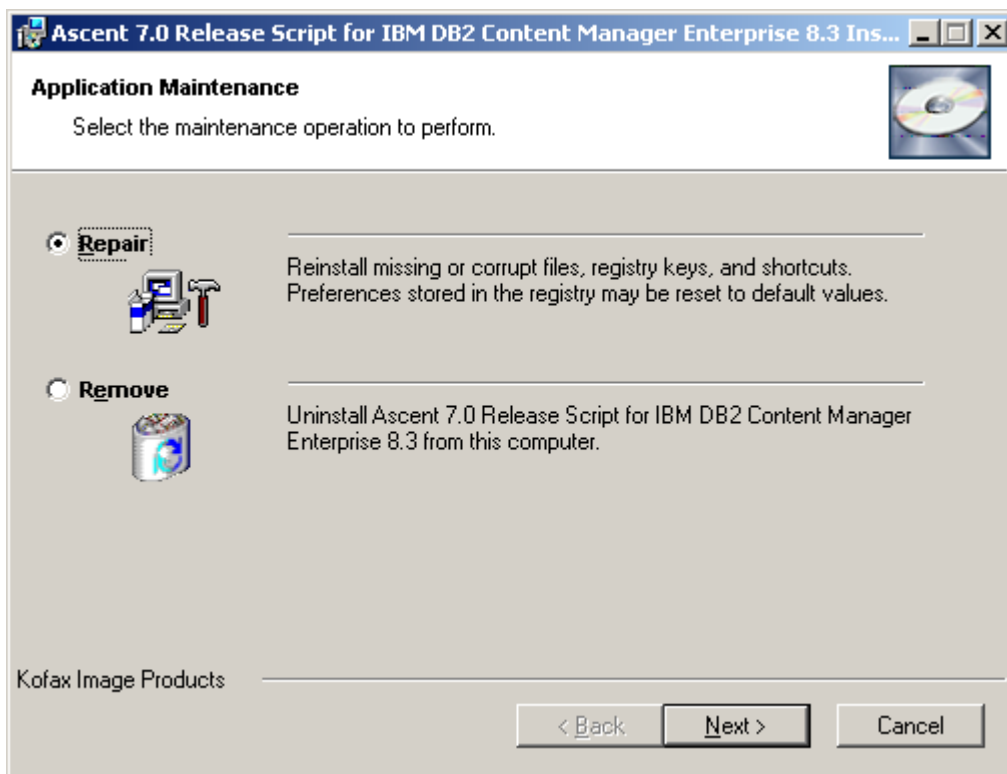 Ascent 7.0 Release Script for IBM DB2 Content Manager Enterprise 8.3 Ins...
Application Maintenance
Select the maintenance operation to perform.
Repair
Reinstall missing or corrupt files, registry keys, and shortcuts.
Preferences stored in the registry may be reset to default values.
Remove
Uninstall Ascent 7.0 Release Script for IBM DB2 Content Manager
Enterprise 8.3 from this computer.
Kofax Image Products
< Back Next > Cancel